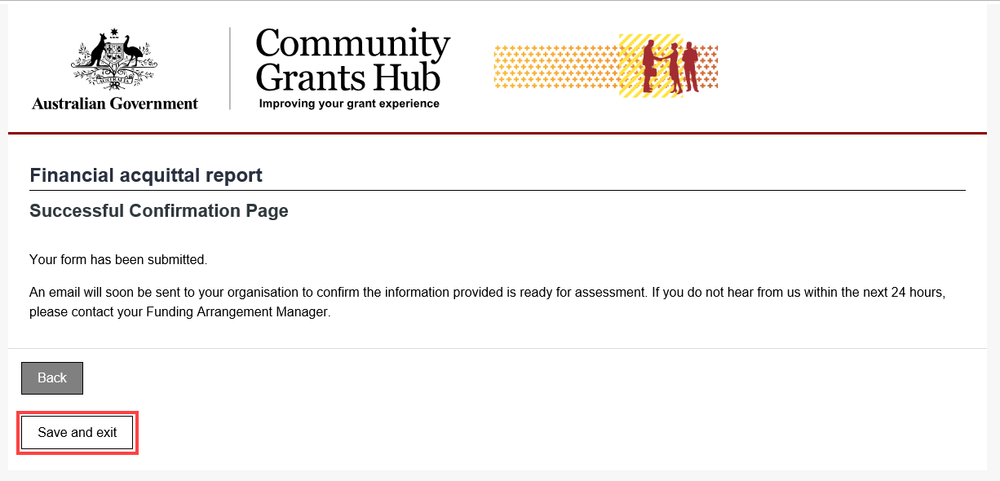 AUSTRALIA
Australian Government
Community
Grants Hub
Improving your grant experience
Financial acquittal report
Successful Confirmation Page
Your form has been submitted.
An email will soon be sent to your organisation to confirm the information provided is ready for assessment. If you do not hear from us within the next 24 hours,
please contact your Funding Arrangement Manager.
Back
Save and exit